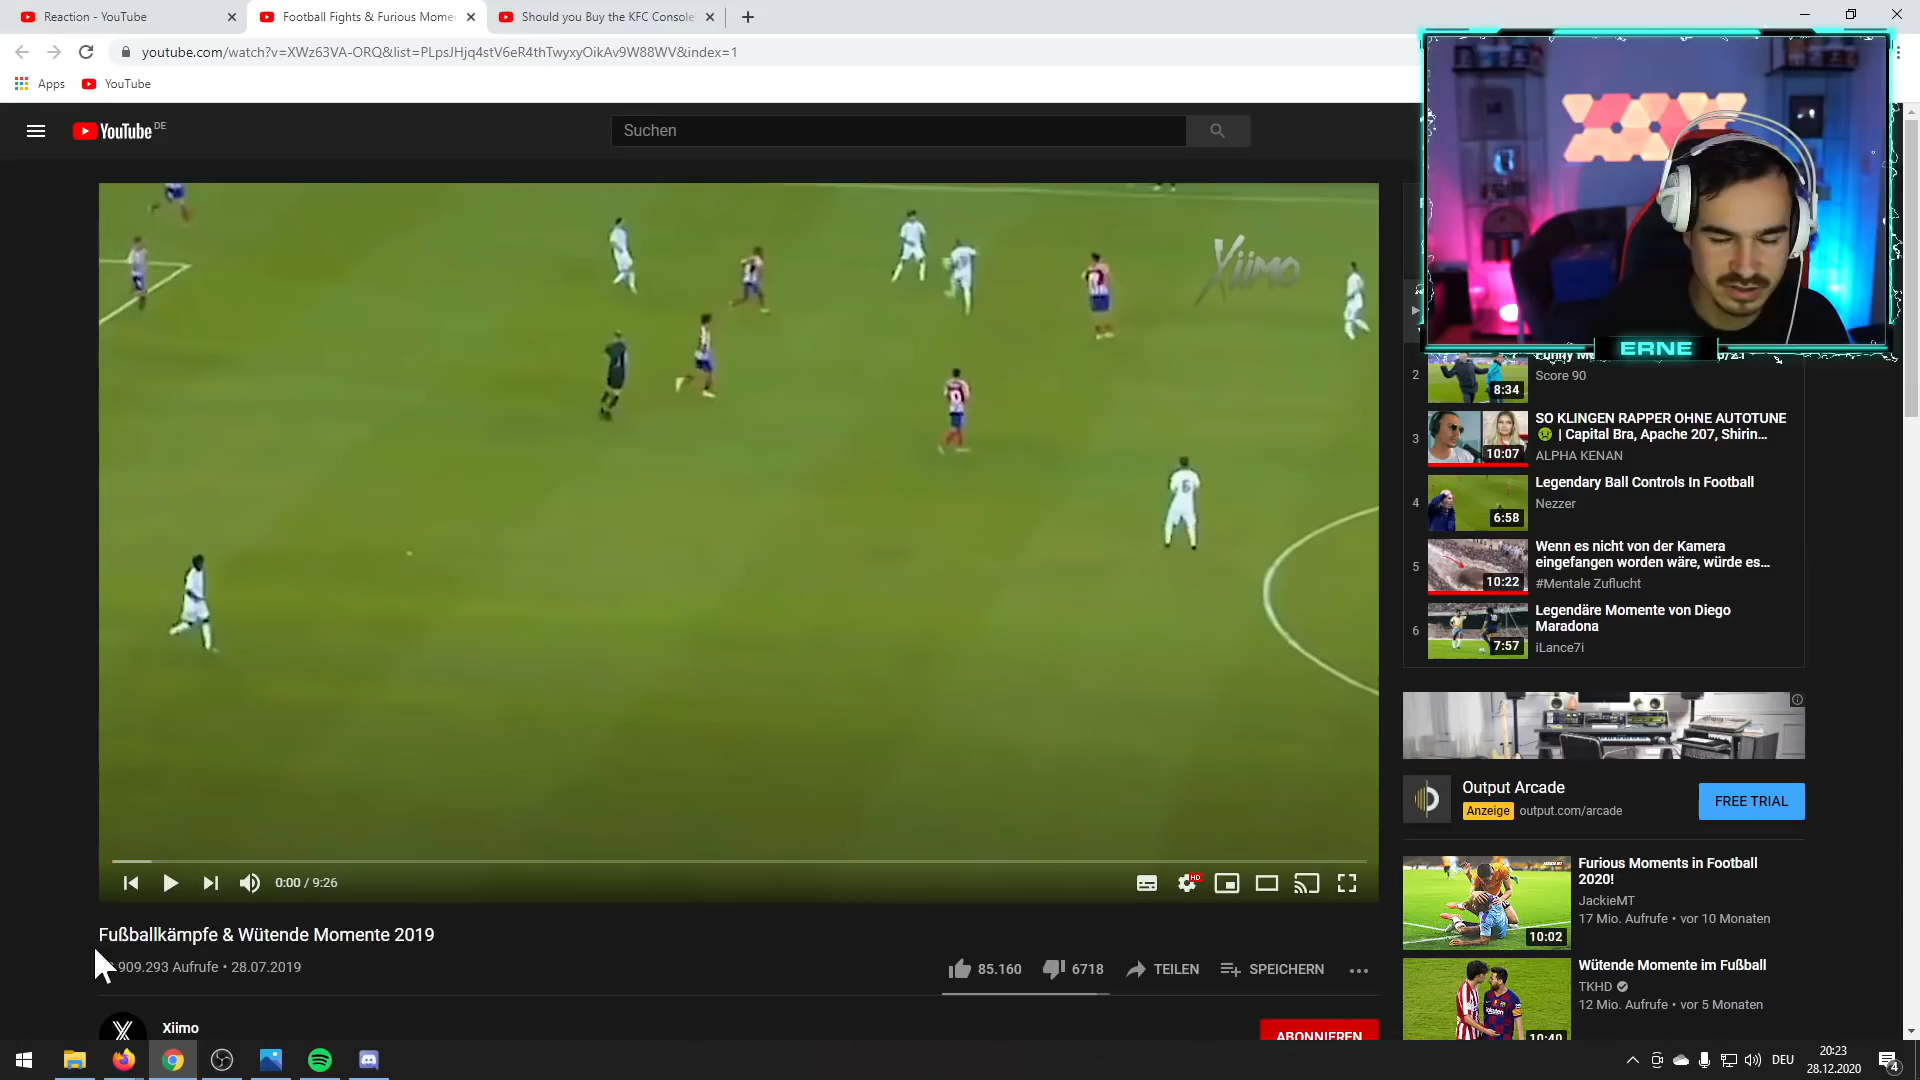 Reaction - YouTube
Football Fights & Furious Mome
Should you Buy the KFC Console
youtube.com/watch?v=XWz63VA-ORQ&list=PLpsJHjq4stV6eR4thTwyxyOikAv9W88WV&index=1
Apps
YouTube
YouTube DE
Suchen
Xiimo
ERNE
2
8:34
Score 90
3
10:07
SO KLINGEN RAPPER OHNE AUTOTUNE
| Capital Bra, Apache 207, Shirin...
ALPHA KENAN
4
6:58
Legendary Ball Controls In Football
Nezzer
5
10:22
Wenn es nicht von der Kamera
eingefangen worden wäre, würde es...
#Mentale Zuflucht
6
7:57
Legendäre Momente von Diego
Maradona
iLance7i
Output Arcade
Anzeige output.com/arcade
FREE TRIAL
0:00 / 9:26
HD
Fußballkämpfe & Wütende Momente 2019
909.293 Aufrufe • 28.07.2019
85.160
6718
TEILEN
SPEICHERN
Xiimo
ABONNIEREN
10:02
Furious Moments in Football
2020!
JackieMT
17 Mio. Aufrufe • vor 10 Monaten
10:40
Wütende Momente im Fußball
TKHD
12 Mio. Aufrufe • vor 5 Monaten
DEU
20:23
28.12.2020
4